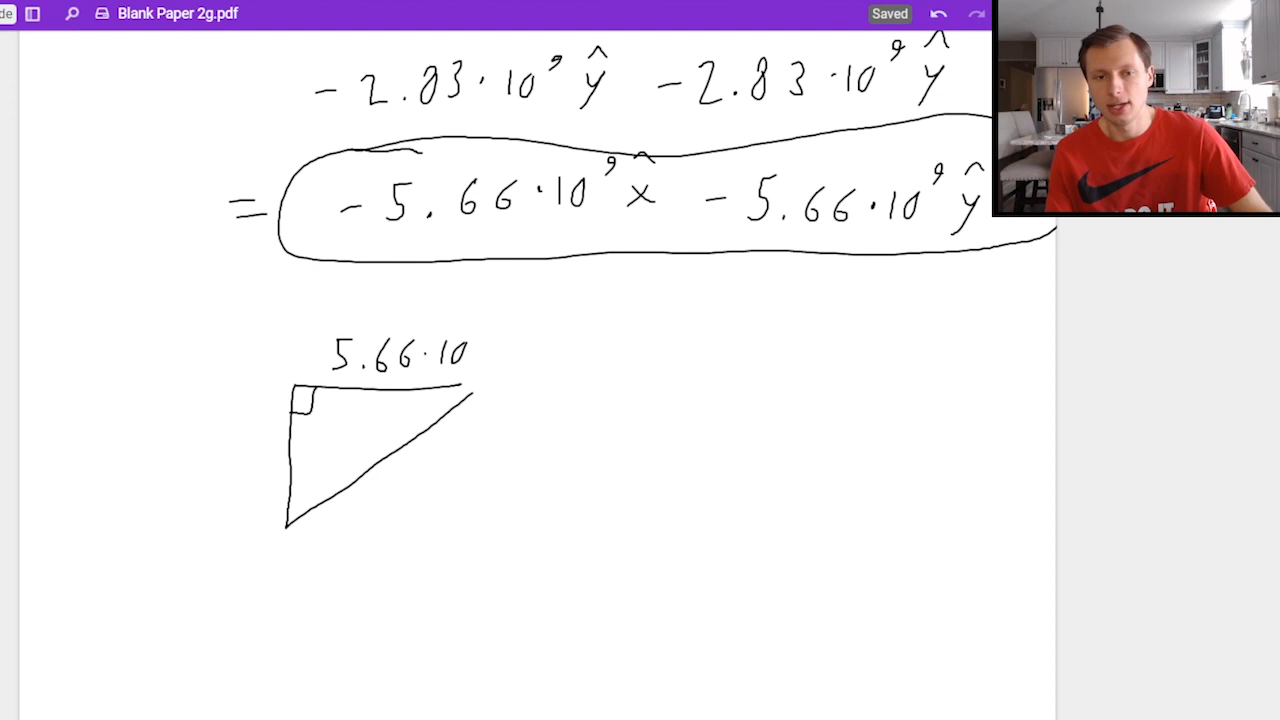 de Blank Paper 2g.pdf Saved
- 2.83·10⁹ ŷ - 2.83·10⁹ ŷ
= - 5.66·10⁹ x̂ - 5.66·10⁹ ŷ
5.66·10